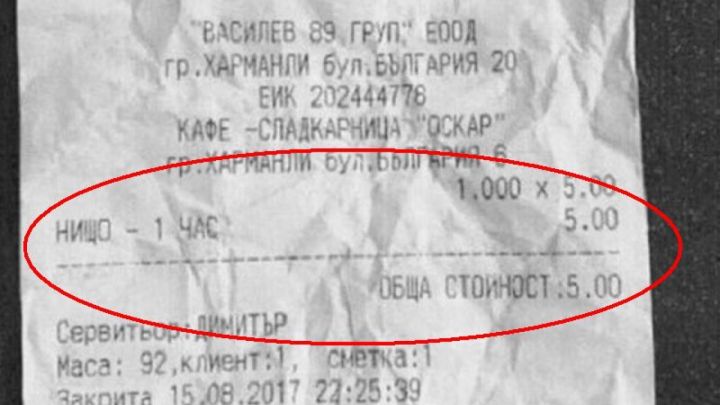 "ВАСИЛЕВ 89 ГРУП" ЕООД
гр.ХАРМАНЛИ бул.БЪЛГАРИЯ 20
ЕИК 202444778
КАФЕ -СЛАДКАРНИЦА "ОСКАР"
гр.ХАРМАНЛИ бул.БЪЛГАРИЯ 6
1.000 x 5.00
НИЩО - 1 ЧАС 5.00
ОБЩА СТОЙНОСТ:5.00
Сервитьор:ДИМИТЪР
Маса: 92,клиент:1, сметка:1
Закрита 15.08.2017 22:25:39